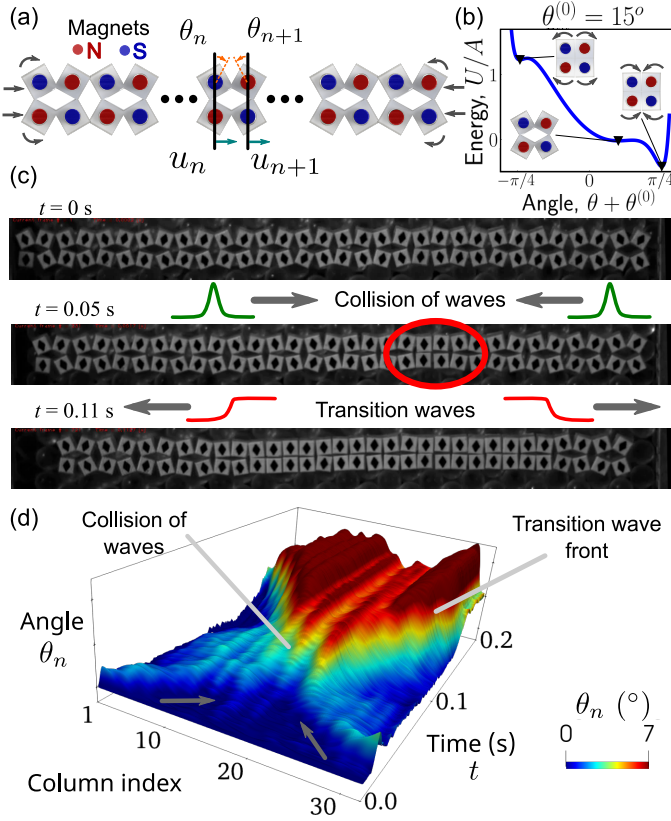 (a)
Magnets
N S
θₙ θₙ₊₁
uₙ uₙ₊₁
(b)
θ⁽⁰⁾ = 15°
Energy, U/A
1
0
−π/4 0 π/4
Angle, θ + θ⁽⁰⁾
(c)
t = 0 s
Collision of waves
t = 0.05 s
Transition waves
t = 0.11 s
(d)
Collision of
waves
Transition wave
front
Angle
θₙ
1
10
20
30
Column index
0.0
0.1
0.2
Time (s)
t
θₙ (°)
0 7